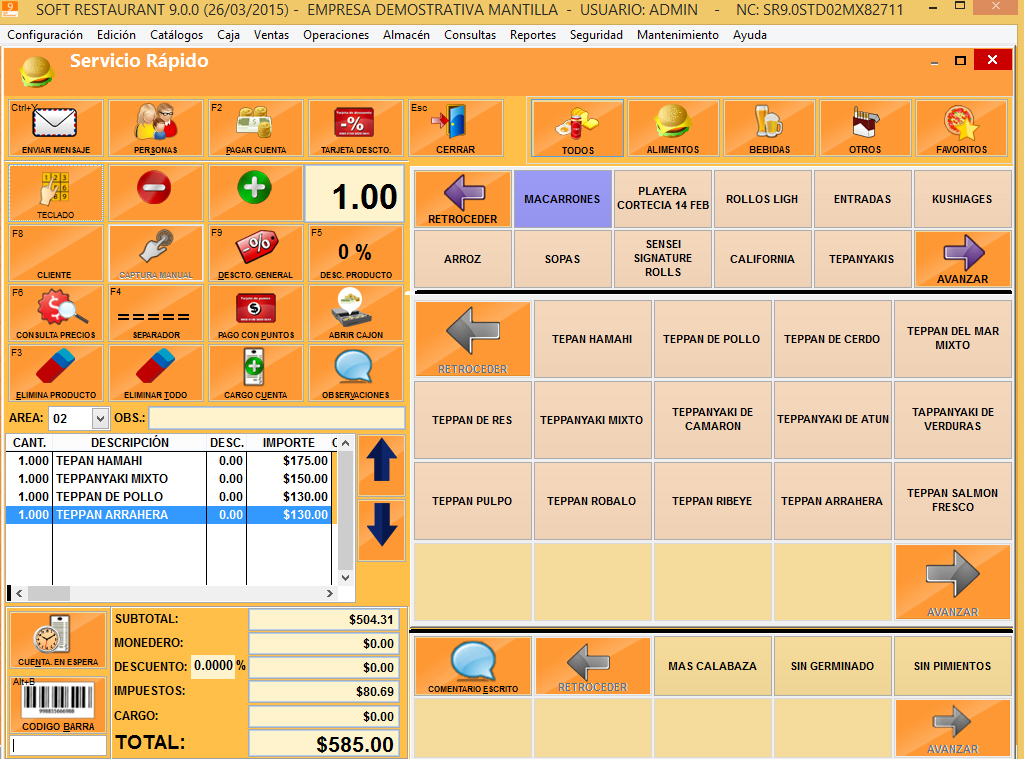 SOFT RESTAURANT 9.0.0 (26/03/2015) - EMPRESA DEMOSTRATIVA MANTILLA - USUARIO: ADMIN - NC: SR9.0STD02MX82711
Configuración Edición Catálogos Caja Ventas Operaciones Almacén Consultas Reportes Seguridad Mantenimiento Ayuda
Servicio Rápido
Ctrl+Y
ENVIAR MENSAJE
PERSONAS
F2
PAGAR CUENTA
TARJETA DESCTO.
Esc
CERRAR
TODOS
ALIMENTOS
BEBIDAS
OTROS
FAVORITOS
TECLADO
1.00
F8
CLIENTE
CAPTURA MANUAL
F9
DESCTO. GENERAL
F5
0 %
DESC. PRODUCTO
F6
CONSULTA PRECIOS
F4
SEPARADOR
PAGO CON PUNTOS
ABRIR CAJON
F3
ELIMINA PRODUCTO
ELIMINAR TODO
CARGO CUENTA
OBSERVACIONES
RETROCEDER
MACARRONES
PLAYERA
CORTECIA 14 FEB
ROLLOS LIGH
ENTRADAS
KUSHIAGES
ARROZ
SOPAS
SENSEI
SIGNATURE
ROLLS
CALIFORNIA
TEPANYAKIS
AVANZAR
RETROCEDER
TEPAN HAMAHI
TEPPAN DE POLLO
TEPPAN DE CERDO
TEPPAN DEL MAR
MIXTO
TEPPAN DE RES
TEPPANYAKI MIXTO
TEPPANYAKI DE
CAMARON
TEPPANYAKI DE ATUN
TAPPANYAKI DE
VERDURAS
TEPPAN PULPO
TEPPAN ROBALO
TEPPAN RIBEYE
TEPPAN ARRAHERA
TEPPAN SALMON
FRESCO
AVANZAR
AREA: 02 OBS.:
CANT. DESCRIPCIÓN DESC. IMPORTE
1.000 TEPAN HAMAHI 0.00 $175.00
1.000 TEPPANYAKI MIXTO 0.00 $150.00
1.000 TEPPAN DE POLLO 0.00 $130.00
1.000 TEPPAN ARRAHERA 0.00 $130.00
CUENTA. EN ESPERA
Alt+B
CODIGO BARRA
SUBTOTAL: $504.31
MONEDERO: $0.00
DESCUENTO: 0.0000 % $0.00
IMPUESTOS: $80.69
CARGO: $0.00
TOTAL: $585.00
COMENTARIO ESCRITO
RETROCEDER
MAS CALABAZA
SIN GERMINADO
SIN PIMIENTOS
AVANZAR